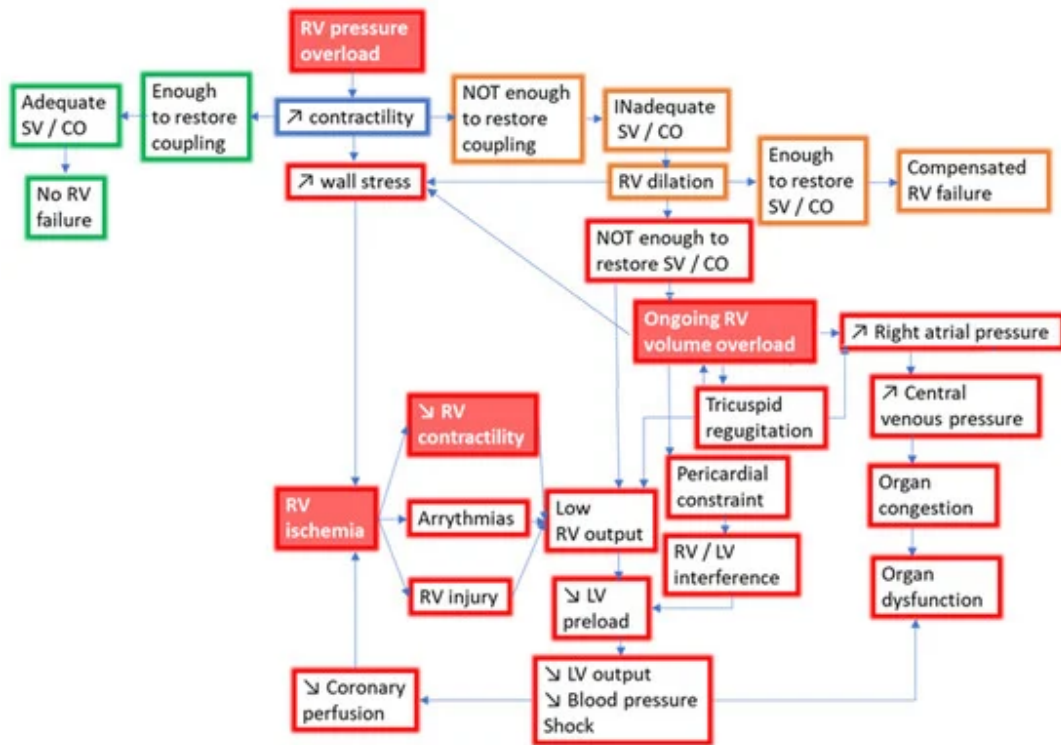 RV pressure
overload
Adequate
SV / CO
Enough
to restore
coupling
↗ contractility
NOT enough
to restore
coupling
INadequate
SV / CO
No RV
failure
↗ wall stress
RV dilation
Enough
to restore
SV / CO
Compensated
RV failure
NOT enough to
restore SV / CO
Ongoing RV
volume overload
↗ Right atrial pressure
↘ RV
contractility
Tricuspid
regugitation
↗ Central
venous pressure
RV
ischemia
Arrythmias
Low
RV output
Pericardial
constraint
Organ
congestion
RV injury
RV / LV
interference
↘ LV
preload
Organ
dysfunction
↘ Coronary
perfusion
↘ LV output
↘ Blood pressure
Shock